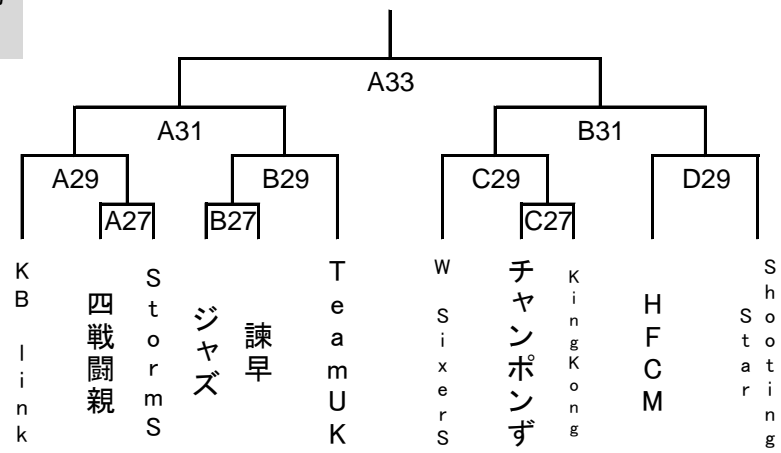 A33
A31
B31
A29
B29
C29
D29
A27
B27
C27
KB link
四戦闘親
StormS
ジャズ
諫早
TeamUK
W SixerS
チャンポンず
KingKong
HFCM
Shooting
Star